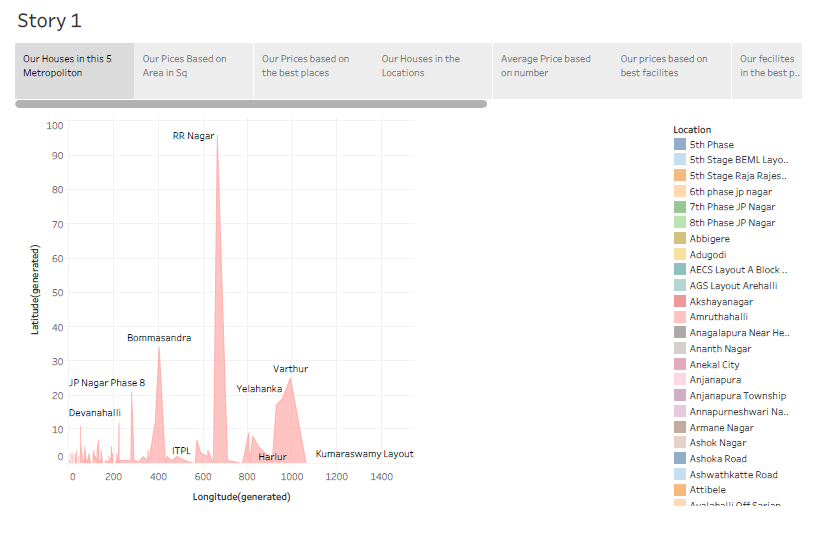 Story 1
Our Houses in this 5
Metropoliton
Our Pices Based on
Area in Sq
Our Prices based on
the best places
Our Houses in the
Locations
Average Price based
on number
Our prices based on
best facilites
Our fecilites
in the best p..
Location
5th Phase
5th Stage BEML Layo..
5th Stage Raja Rajes..
6th phase jp nagar
7th Phase JP Nagar
8th Phase JP Nagar
Abbigere
Adugodi
AECS Layout A Block ..
AGS Layout Arehalli
Akshayanagar
Amruthahalli
Anagalapura Near He..
Ananth Nagar
Anekal City
Anjanapura
Anjanapura Township
Annapurneshwari Na..
Armane Nagar
Ashok Nagar
Ashoka Road
Ashwathkatte Road
Attibele
100
90
80
70
60
50
40
30
20
10
0
Latitude(generated)
RR Nagar
Bommasandra
Varthur
JP Nagar Phase 8
Yelahanka
Devanahalli
ITPL
Harlur
Kumaraswamy Layout
0 200 400 600 800 1000 1200 1400
Longitude(generated)